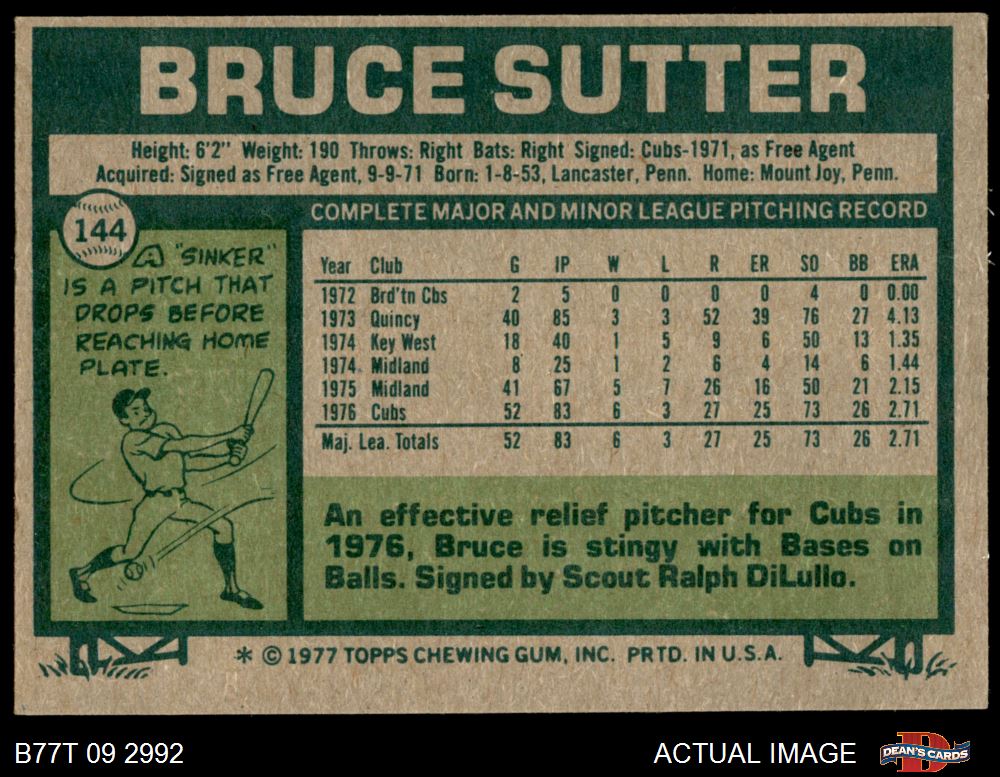 BRUCE SUTTER
Height: 6'2" Weight: 190 Throws: Right Bats: Right Signed: Cubs-1971, as Free Agent
Acquired: Signed as Free Agent, 9-9-71 Born: 1-8-53, Lancaster, Penn. Home: Mount Joy, Penn.
144
A "SINKER"
IS A PITCH THAT
DROPS BEFORE
REACHING HOME
PLATE.
COMPLETE MAJOR AND MINOR LEAGUE PITCHING RECORD
Year Club G IP W L R ER SO BB ERA
1972 Brd'tn Cbs 2 5 0 0 0 0 4 0 0.00
1973 Quincy 40 85 3 3 52 39 76 27 4.13
1974 Key West 18 40 1 5 9 6 50 13 1.35
1974 Midland 8 25 1 2 6 4 14 6 1.44
1975 Midland 41 67 5 7 26 16 50 21 2.15
1976 Cubs 52 83 6 3 27 25 73 26 2.71
Maj. Lea. Totals 52 83 6 3 27 25 73 26 2.71
An effective relief pitcher for Cubs in
1976, Bruce is stingy with Bases on
Balls. Signed by Scout Ralph DiLullo.
* © 1977 TOPPS CHEWING GUM, INC. PRTD. IN U.S.A.
B77T 09 2992
ACTUAL IMAGE
DEAN'S CARDS